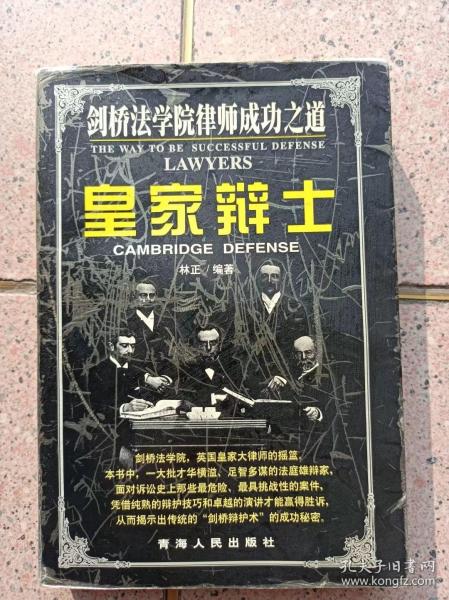 剑桥法学院律师成功之道
THE WAY TO BE SUCCESSFUL DEFENSE
LAWYERS
皇家辩士
CAMBRIDGE DEFENSE
林正/编著
剑桥法学院，英国皇家大律师的摇篮，
本书中，一大批才华横溢、足智多谋的法庭雄辩家，
面对诉讼史上那些最危险、最具挑战性的案件，
凭借纯熟的辩护技巧和卓越的演讲才能赢得胜诉，
从而揭示出传统的“剑桥辩护术”的成功秘密。
青海人民出版社
孔夫子旧书网
www.kongfz.com